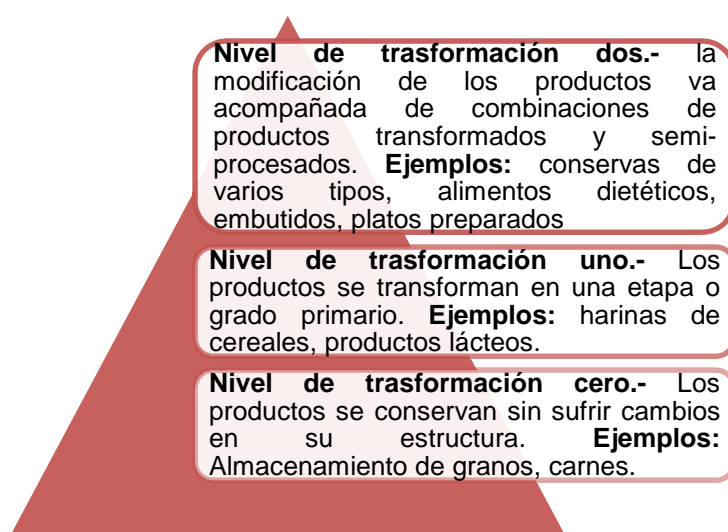 Nivel de trasformación dos.- la
modificación de los productos va
acompañada de combinaciones de
productos transformados y semi-
procesados. Ejemplos: conservas de
varios tipos, alimentos dietéticos,
embutidos, platos preparados
Nivel de trasformación uno.- Los
productos se transforman en una etapa o
grado primario. Ejemplos: harinas de
cereales, productos lácteos.
Nivel de trasformación cero.- Los
productos se conservan sin sufrir cambios
en su estructura. Ejemplos:
Almacenamiento de granos, carnes.